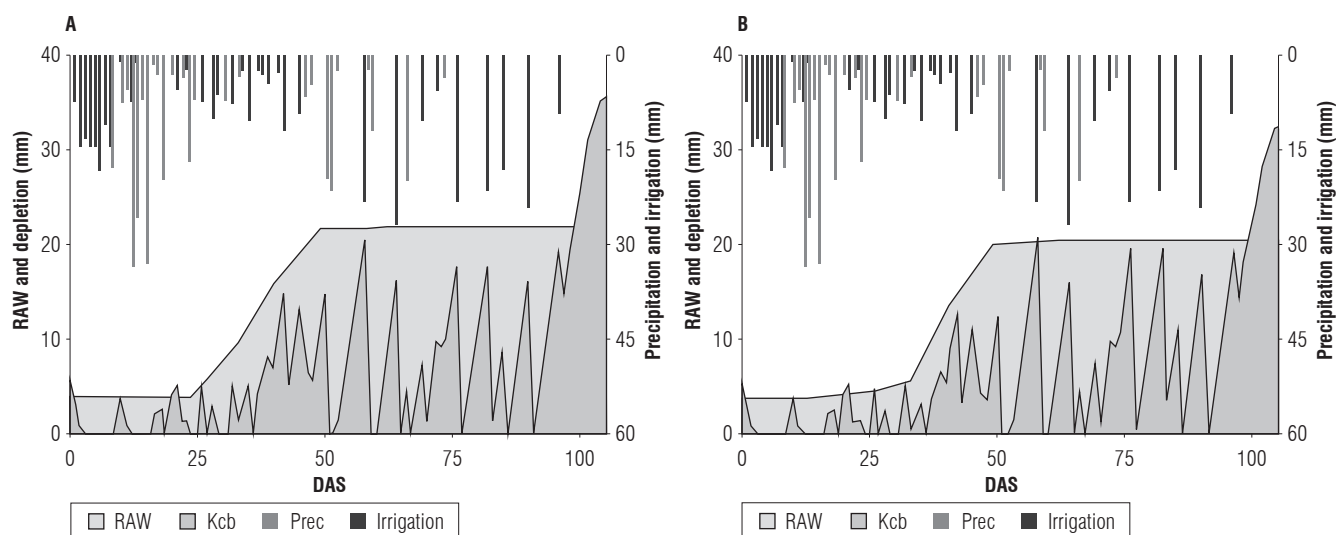 A
40
30
20
10
0
RAW and depletion (mm)
0
15
30
45
60
Precipitation and irrigation (mm)
0 25 50 75 100
DAS
RAW Kcb Prec Irrigation
B
40
30
20
10
0
RAW and depletion (mm)
0
15
30
45
60
Precipitation and irrigation (mm)
0 25 50 75 100
DAS
RAW Kcb Prec Irrigation